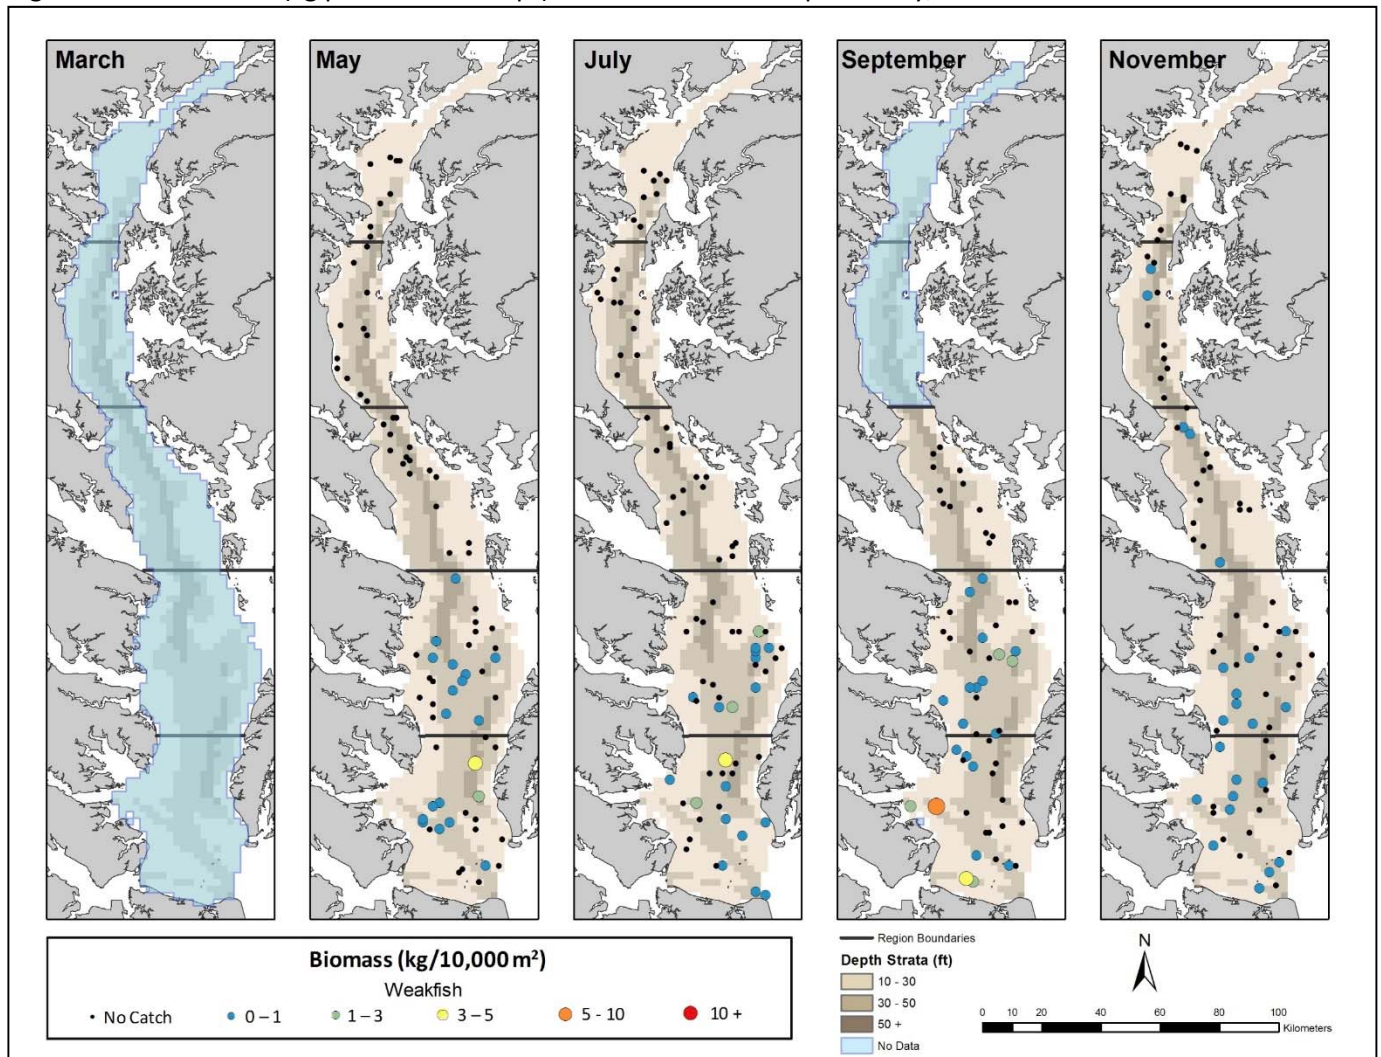 March
May
July
September
November
Biomass (kg/10,000 m²)
Weakfish
No Catch
0 – 1
1 – 3
3 – 5
5 - 10
10 +
Region Boundaries
Depth Strata (ft)
10 - 30
30 - 50
50 +
No Data
N
0 10 20 40 60 80 100
Kilometers